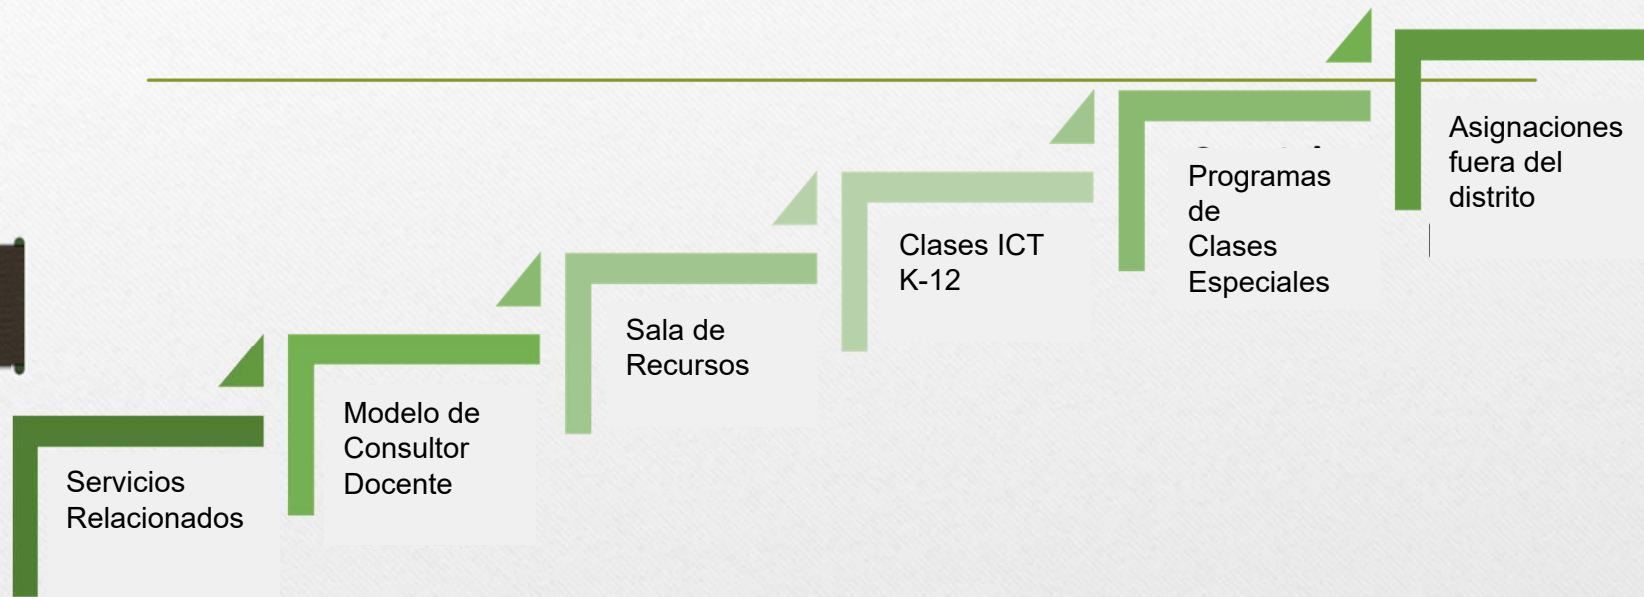 Servicios
Relacionados
Modelo de
Consultor
Docente
Sala de
Recursos
Clases ICT
K-12
Programas
de
Clases
Especiales
Asignaciones
fuera del
distrito